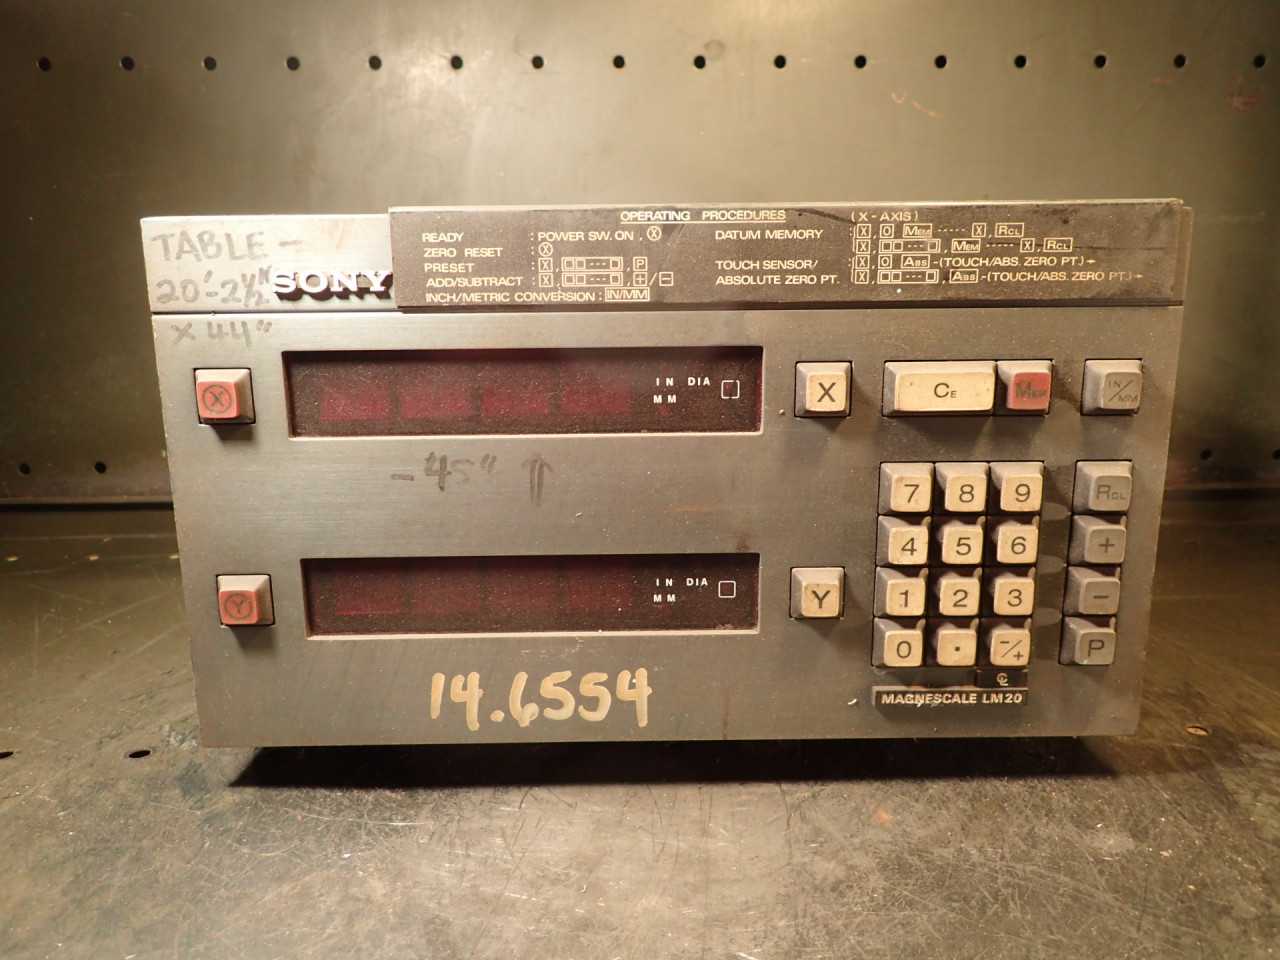 OPERATING PROCEDURES (X-AXIS)
READY : POWER SW. ON , Ⓧ
ZERO RESET : Ⓧ
PRESET : X , □□----□ , P
ADD/SUBTRACT : X , □□----□ , + / −
INCH/METRIC CONVERSION : IN/MM
DATUM MEMORY : X , 0 MEM ----- X , RCL
: X , □□---□ , MEM ---- X , RCL
TOUCH SENSOR/ : X , 0 ABS -(TOUCH/ABS. ZERO PT.)-
ABSOLUTE ZERO PT. : X , □□---□ , ABS -(TOUCH/ABS. ZERO PT.)-
TABLE -
20'-2½"
x 44"
SONY
X
IN DIA
MM
X
CE
MEM
IN/MM
-45" ↑
7 8 9 RCL
4 5 6 +
1 2 3 −
0 . −/+ P
Y
IN DIA
MM
Y
℄
14.6554
MAGNESCALE LM20